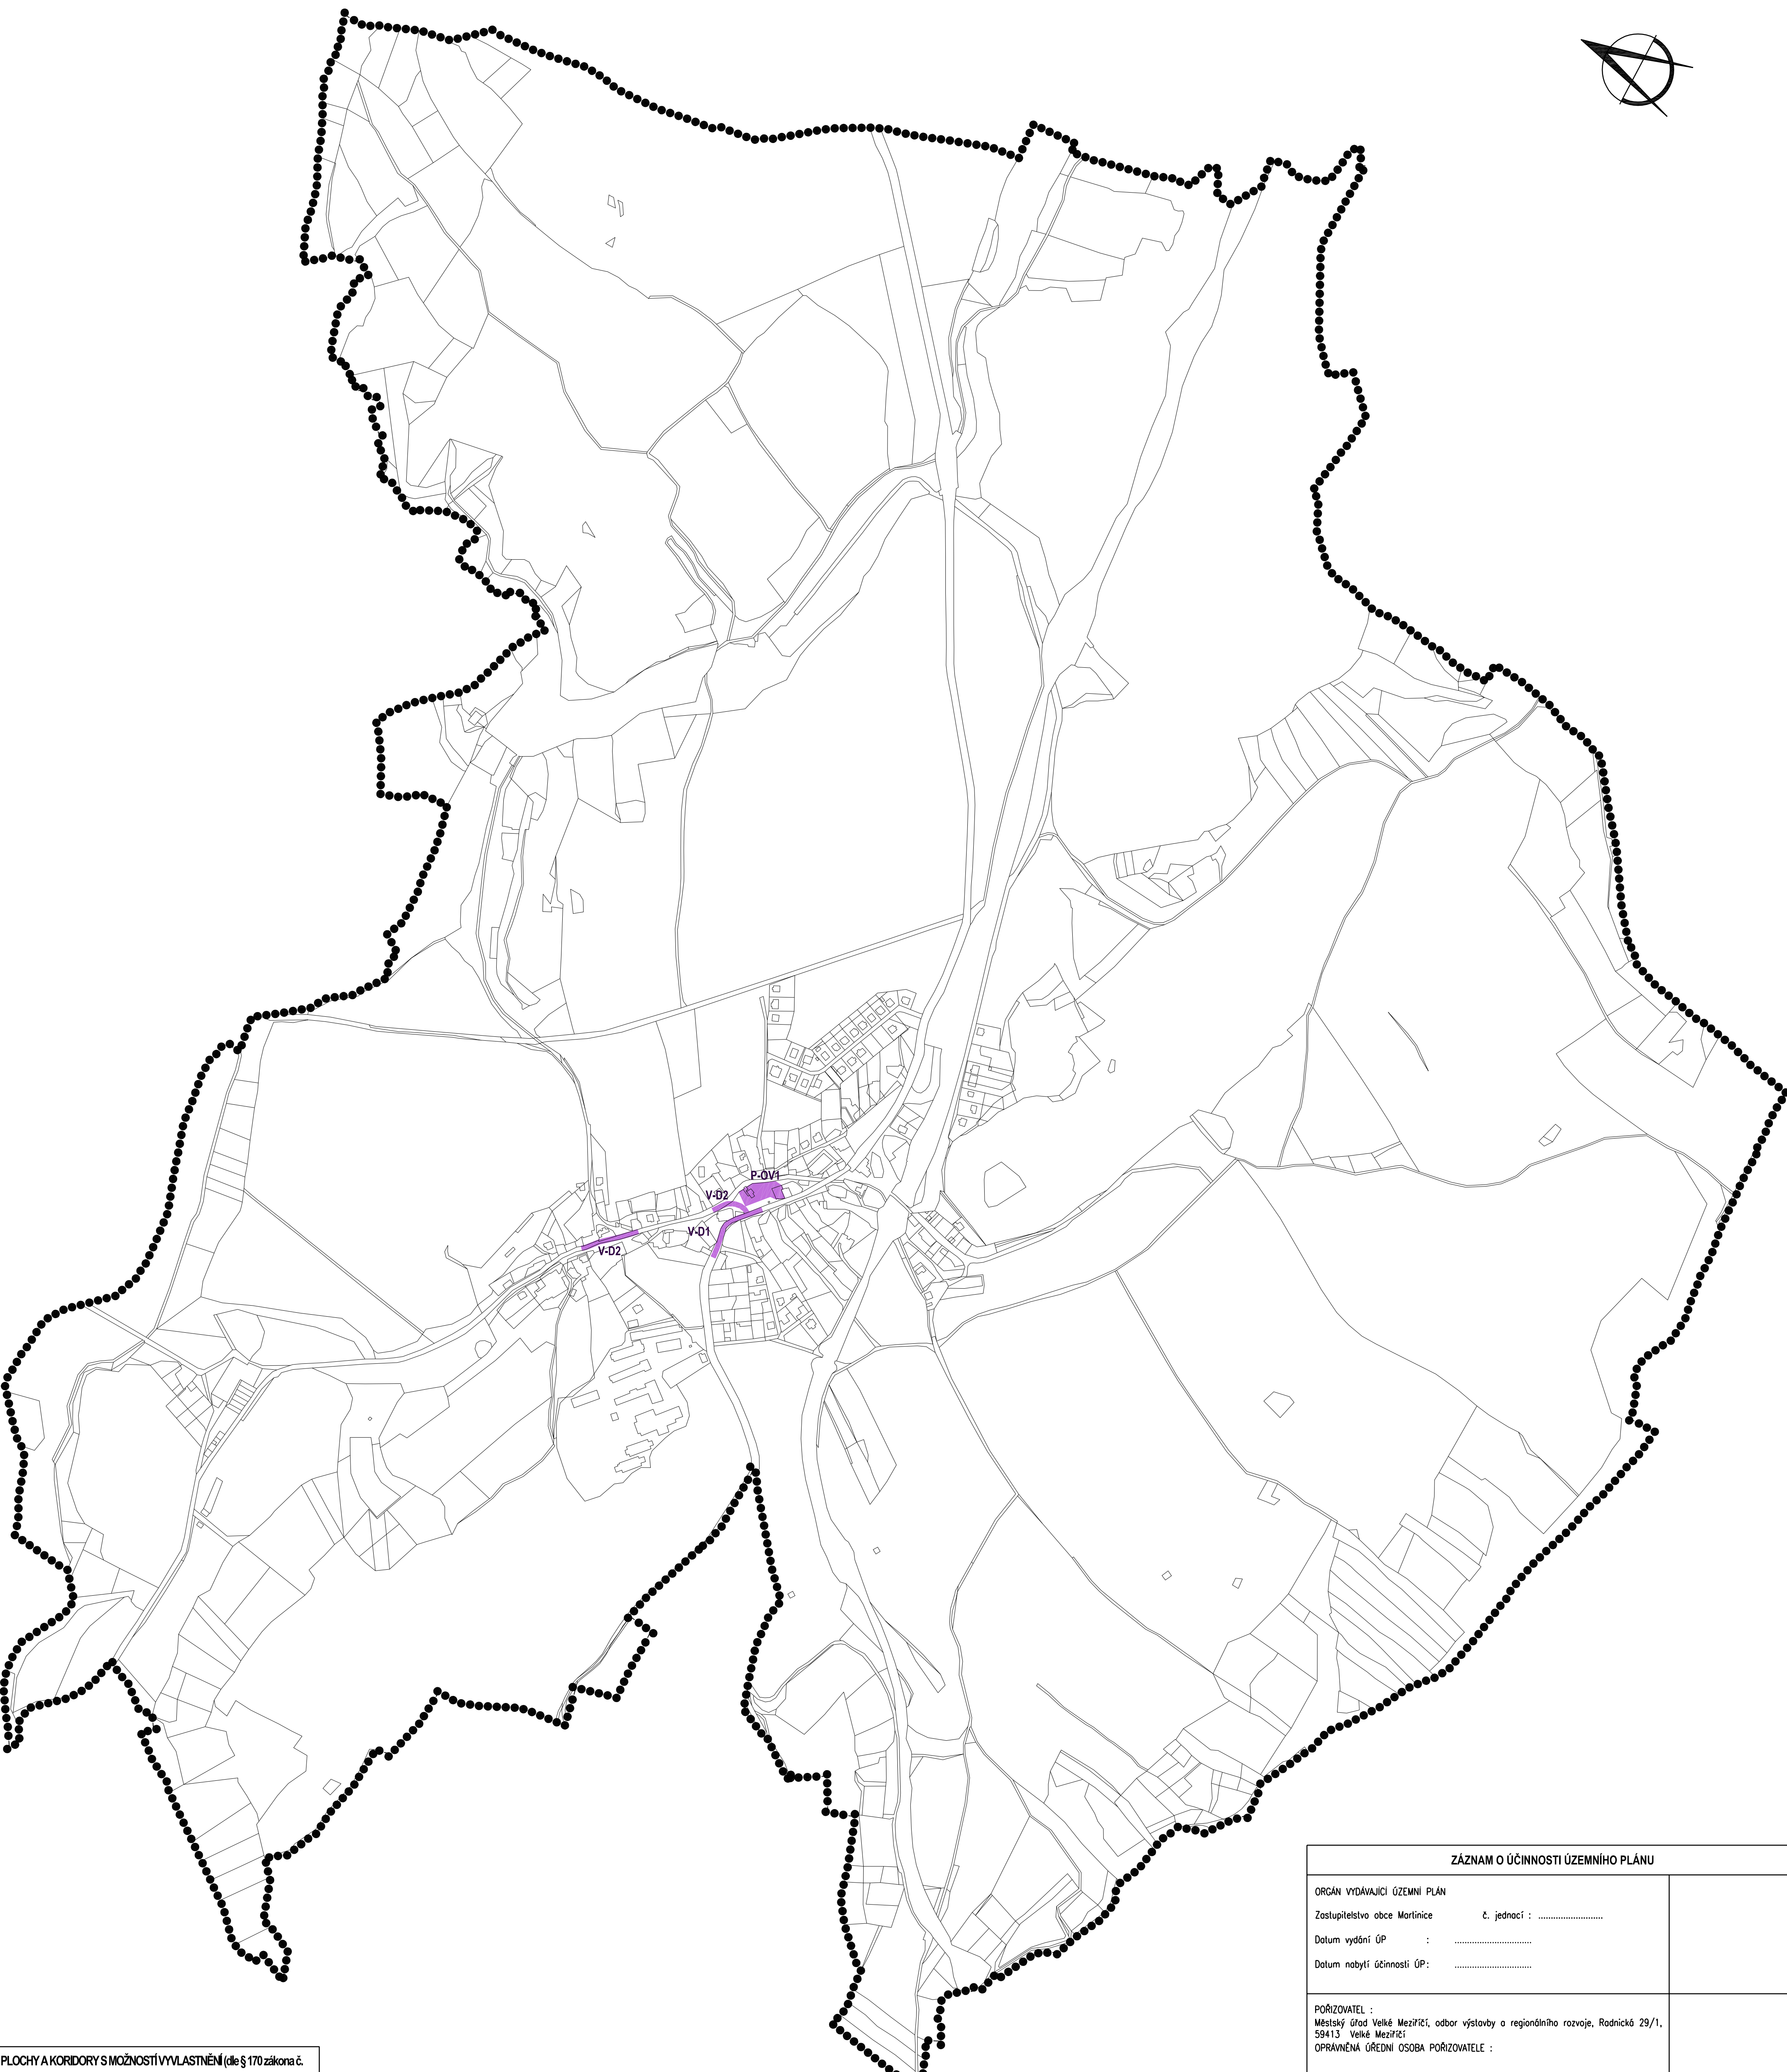 P-OV1
V-D2
V-D1
V-D2
ZÁZNAM O ÚČINNOSTI ÚZEMNÍHO PLÁNU
ORGÁN VYDÁVAJÍCÍ ÚZEMNÍ PLÁN
Zastupitelstvo obce Martinice č. jednací : ..........................
Datum vydání ÚP : ...............................
Datum nabytí účinnosti ÚP: ...............................
POŘIZOVATEL :
Městský úřad Velké Meziříčí, odbor výstavby a regionálního rozvoje, Radnická 29/1,
59413 Velké Meziříčí
OPRÁVNĚNÁ ÚŘEDNÍ OSOBA POŘIZOVATELE :
PLOCHY A KORIDORY S MOŽNOSTÍ VYVLASTNĚNÍ (dle § 170 zákona č.